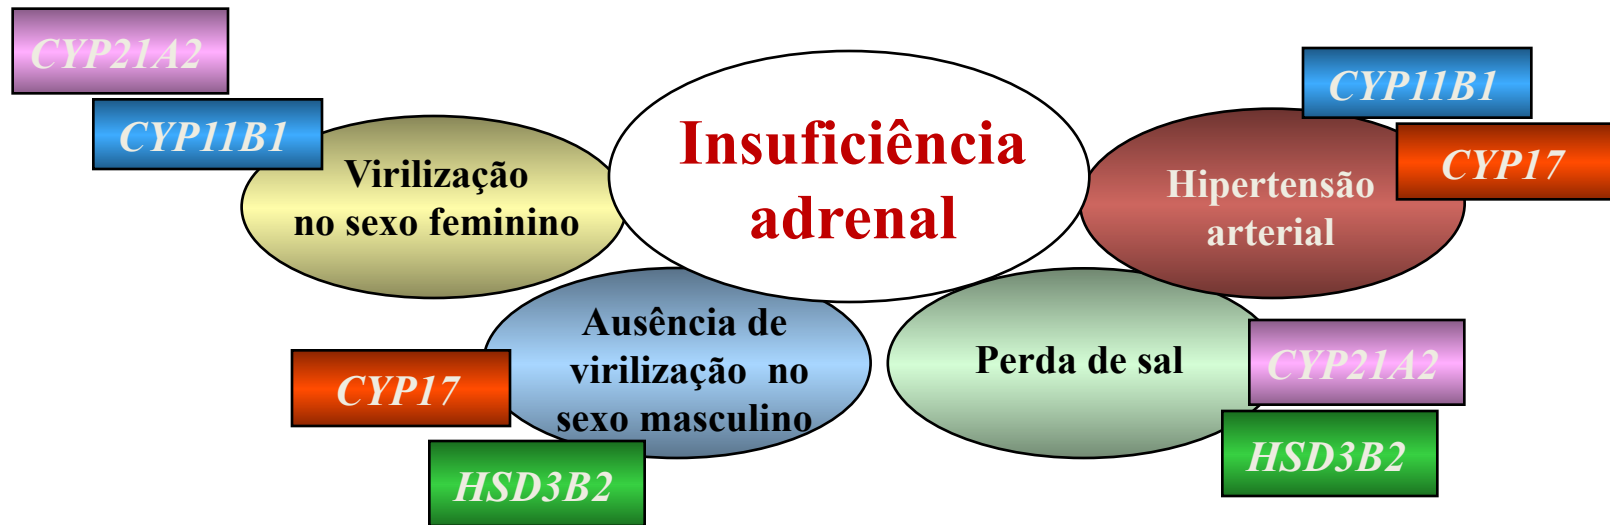 CYP21A2
CYP11B1
Virilização
no sexo feminino
Insuficiência
adrenal
CYP11B1
CYP17
Hipertensão
arterial
Ausência de
virilização no
sexo masculino
CYP17
HSD3B2
Perda de sal
CYP21A2
HSD3B2